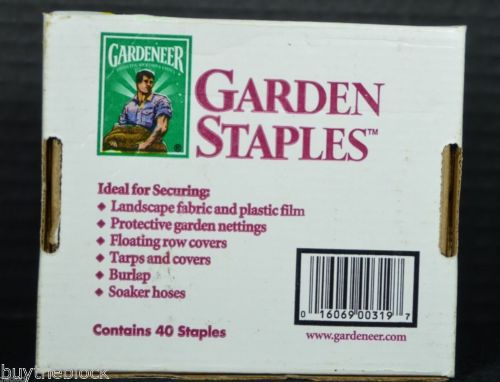 GARDENEER
GARDEN
STAPLES™
Ideal for Securing:
◆ Landscape fabric and plastic film
◆ Protective garden nettings
◆ Floating row covers
◆ Tarps and covers
◆ Burlap
◆ Soaker hoses
Contains 40 Staples
0 16069 00319 7
www.gardeneer.com
buytheblock